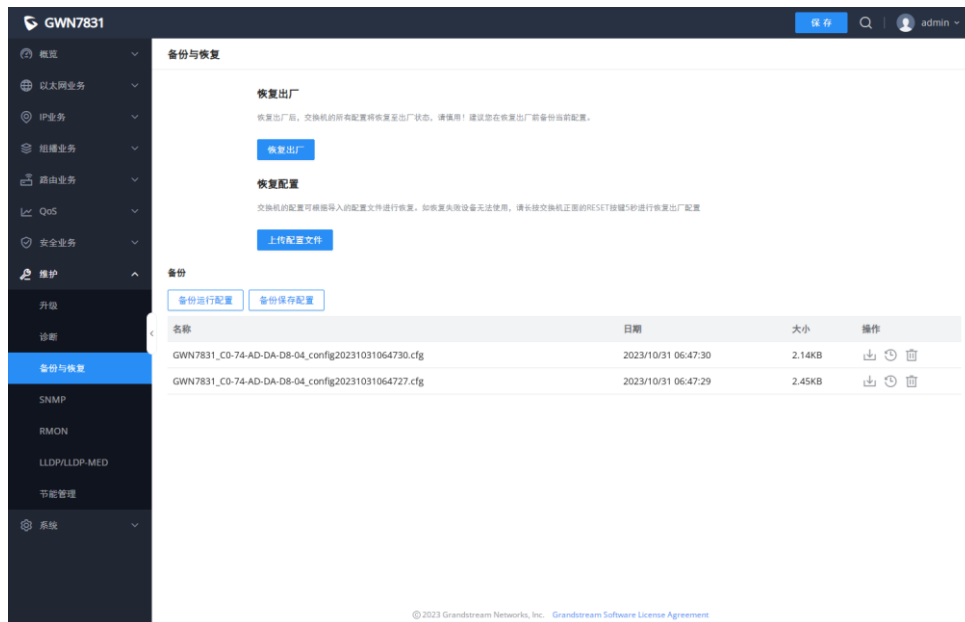 GWN7831
保存
admin
概览
以太网业务
IP业务
组播业务
路由业务
QoS
安全业务
维护
升级
诊断
备份与恢复
SNMP
RMON
LLDP/LLDP-MED
节能管理
系统
备份与恢复
恢复出厂
恢复出厂后，交换机的所有配置将恢复至出厂状态，请慎用！建议您在恢复出厂前备份当前配置。
恢复出厂
恢复配置
交换机的配置可根据导入的配置文件进行恢复。如恢复失败设备无法使用，请长按交换机正面的RESET按键5秒进行恢复出厂配置
上传配置文件
备份
备份运行配置 备份保存配置
名称 日期 大小 操作
GWN7831_C0-74-AD-DA-D8-04_config20231031064730.cfg 2023/10/31 06:47:30 2.14KB
GWN7831_C0-74-AD-DA-D8-04_config20231031064727.cfg 2023/10/31 06:47:29 2.45KB
© 2023 Grandstream Networks, Inc. Grandstream Software License Agreement